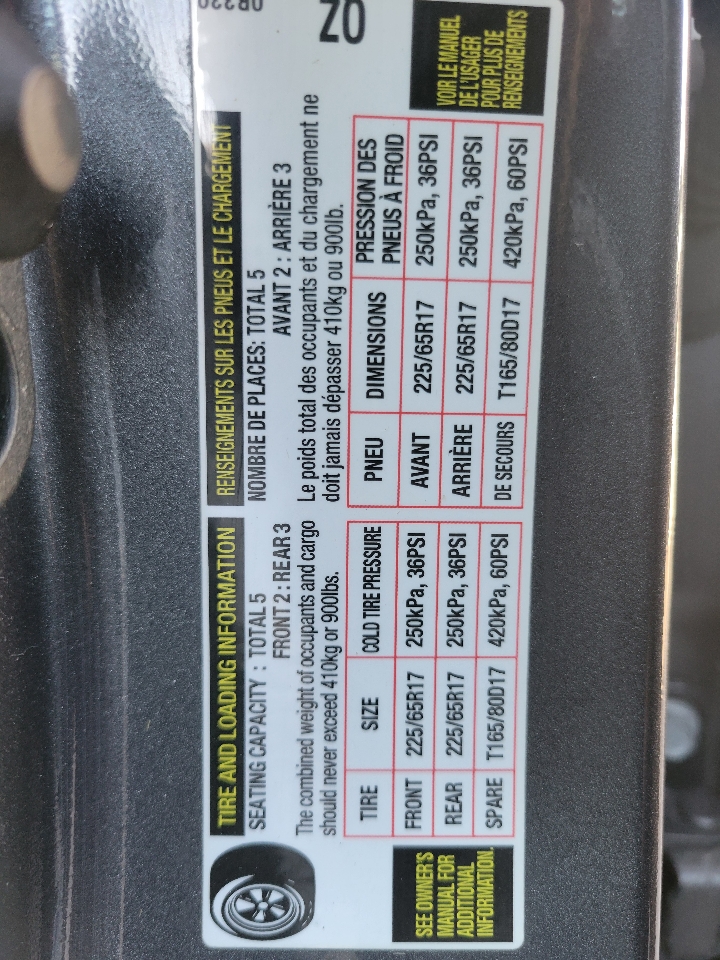 TIRE AND LOADING INFORMATION
SEATING CAPACITY : TOTAL 5
FRONT 2 : REAR 3
The combined weight of occupants and cargo
should never exceed 410kg or 900lbs.
TIRE SIZE COLD TIRE PRESSURE
FRONT 225/65R17 250kPa, 36PSI
REAR 225/65R17 250kPa, 36PSI
SPARE T165/80D17 420kPa, 60PSI
SEE OWNER'S
MANUAL FOR
ADDITIONAL
INFORMATION.
RENSEIGNEMENTS SUR LES PNEUS ET LE CHARGEMENT
NOMBRE DE PLACES: TOTAL 5
AVANT 2 : ARRIÈRE 3
Le poids total des occupants et du chargement ne
doit jamais dépasser 410kg ou 900lb.
PNEU DIMENSIONS PRESSION DES
PNEUS À FROID
AVANT 225/65R17 250kPa, 36PSI
ARRIÈRE 225/65R17 250kPa, 36PSI
DE SECOURS T165/80D17 420kPa, 60PSI
VOIR LE MANUEL
DE L'USAGER
POUR PLUS DE
RENSEIGNEMENTS